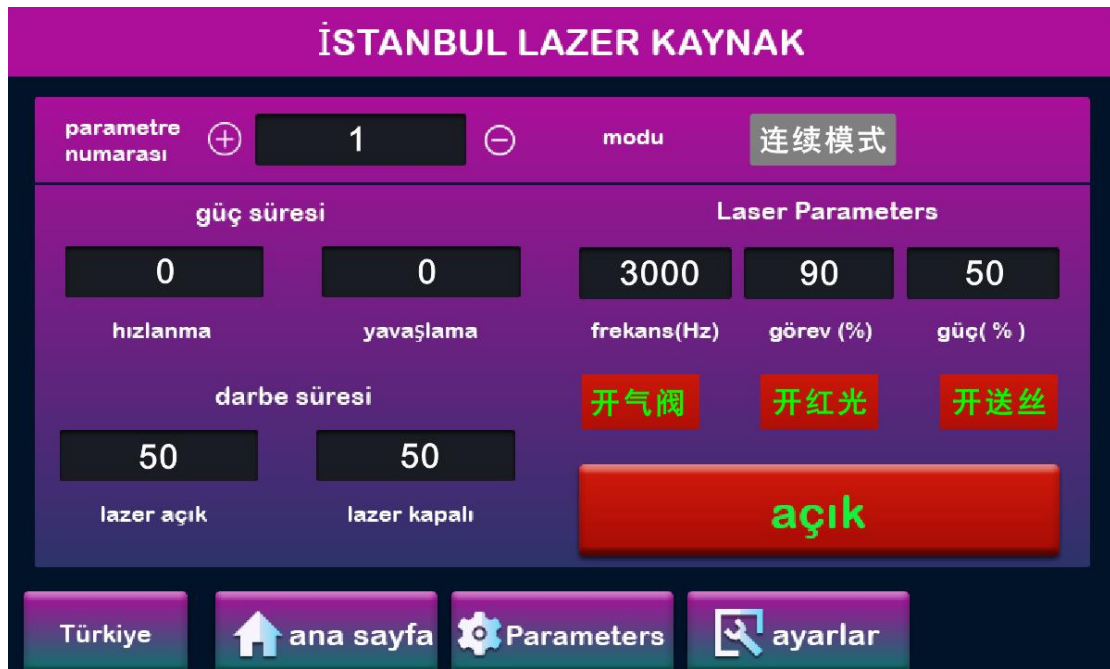 İSTANBUL LAZER KAYNAK
parametre
numarası
1
modu
连续模式
güç süresi
Laser Parameters
0
0
3000
90
50
hızlanma
yavaşlama
frekans(Hz)
görev (%)
güç( % )
darbe süresi
开气阀
开红光
开送丝
50
50
lazer açık
lazer kapalı
açık
Türkiye
ana sayfa
Parameters
ayarlar